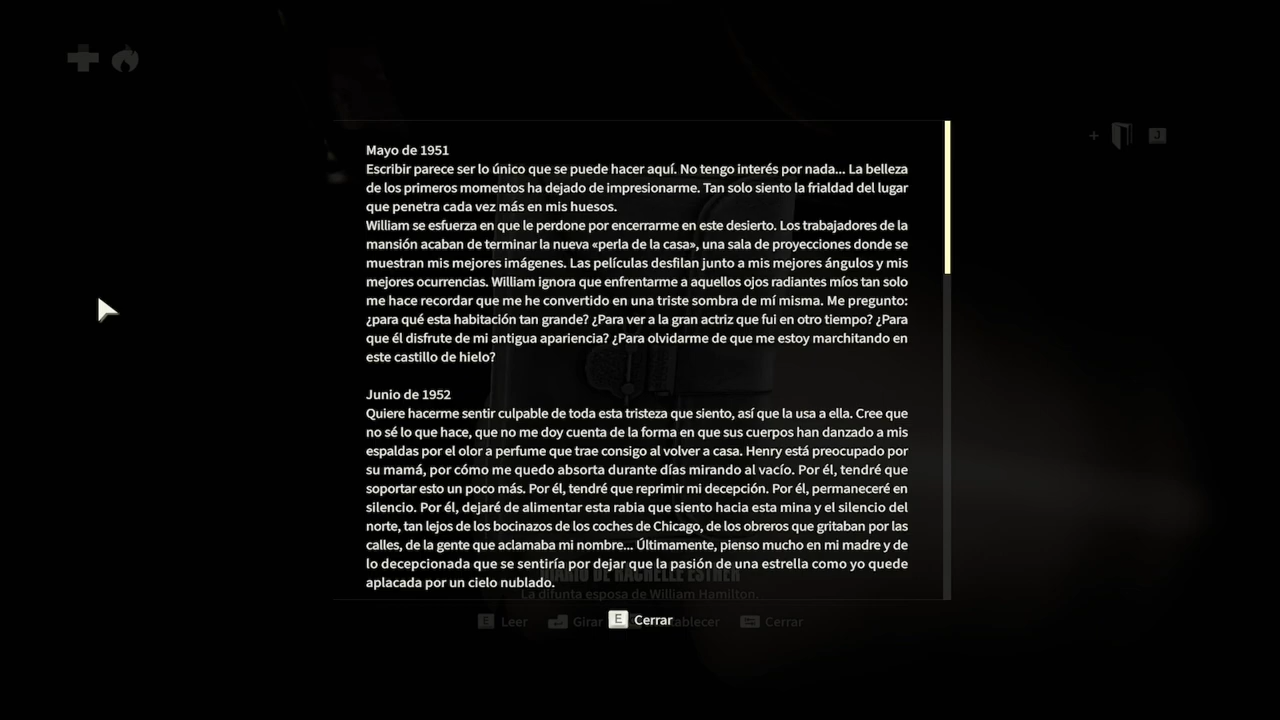 J
Mayo de 1951
Escribir parece ser lo único que se puede hacer aquí. No tengo interés por nada... La belleza
de los primeros momentos ha dejado de impresionarme. Tan solo siento la frialdad del lugar
que penetra cada vez más en mis huesos.
William se esfuerza en que le perdone por encerrarme en este desierto. Los trabajadores de la
mansión acaban de terminar la nueva «perla de la casa», una sala de proyecciones donde se
muestran mis mejores imágenes. Las películas desfilan junto a mis mejores ángulos y mis
mejores ocurrencias. William ignora que enfrentarme a aquellos ojos radiantes míos tan solo
me hace recordar que me he convertido en una triste sombra de mí misma. Me pregunto:
¿para qué esta habitación tan grande? ¿Para ver a la gran actriz que fui en otro tiempo? ¿Para
que él disfrute de mi antigua apariencia? ¿Para olvidarme de que me estoy marchitando en
este castillo de hielo?
Junio de 1952
Quiere hacerme sentir culpable de toda esta tristeza que siento, así que la usa a ella. Cree que
no sé lo que hace, que no me doy cuenta de la forma en que sus cuerpos han danzado a mis
espaldas por el olor a perfume que trae consigo al volver a casa. Henry está preocupado por
su mamá, por cómo me quedo absorta durante días mirando al vacío. Por él, tendré que
soportar esto un poco más. Por él, tendré que reprimir mi decepción. Por él, permaneceré en
silencio. Por él, dejaré de alimentar esta rabia que siento hacia esta mina y el silencio del
norte, tan lejos de los bocinazos de los coches de Chicago, de los obreros que gritaban por las
calles, de la gente que aclamaba mi nombre... Últimamente, pienso mucho en mi madre y de
lo decepcionada que se sentiría por dejar que la pasión de una estrella como yo quede
aplacada por un cielo nublado.
DIARIO DE RACHELLE ESTHER
La difunta esposa de William Hamilton.
E Leer Girar E Cerrar Cerrar